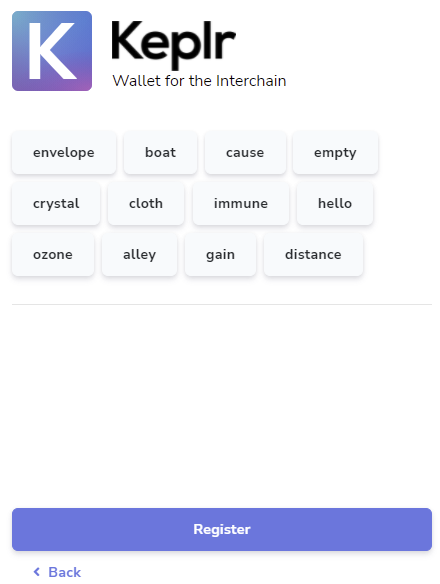 K Keplr
Wallet for the Interchain
envelope boat cause empty
crystal cloth immune hello
ozone alley gain distance
Register
Back